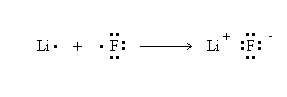 Li· + ·F̤̈: ⟶ Li⁺ :F̤̈:⁻